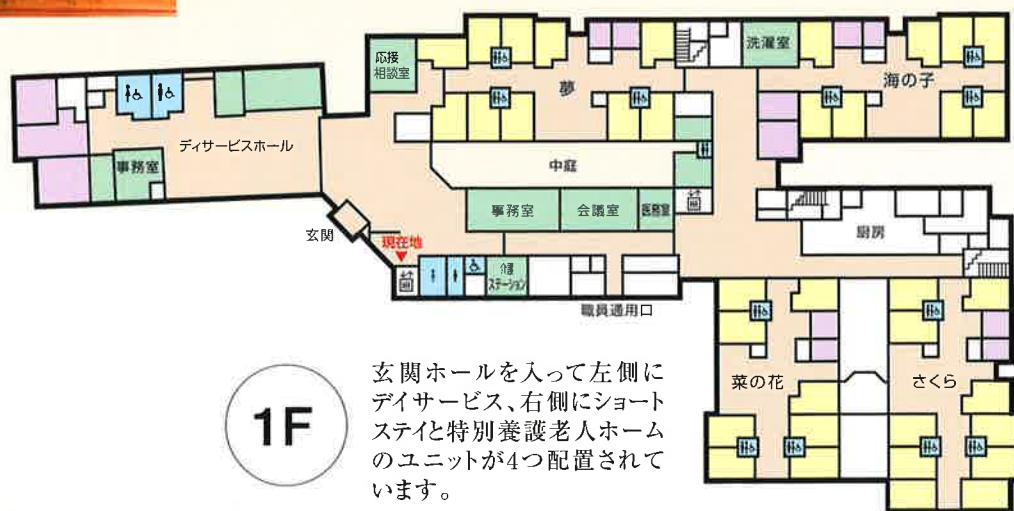 応接
相談室
洗濯室
夢
海の子
デイサービスホール
事務室
中庭
事務室
会議室
医務室
玄関
現在地
厨房
介護
ステーション
職員通用口
菜の花
さくら
1F
玄関ホールを入って左側に
デイサービス、右側にショート
ステイと特別養護老人ホーム
のユニットが4つ配置されて
います。